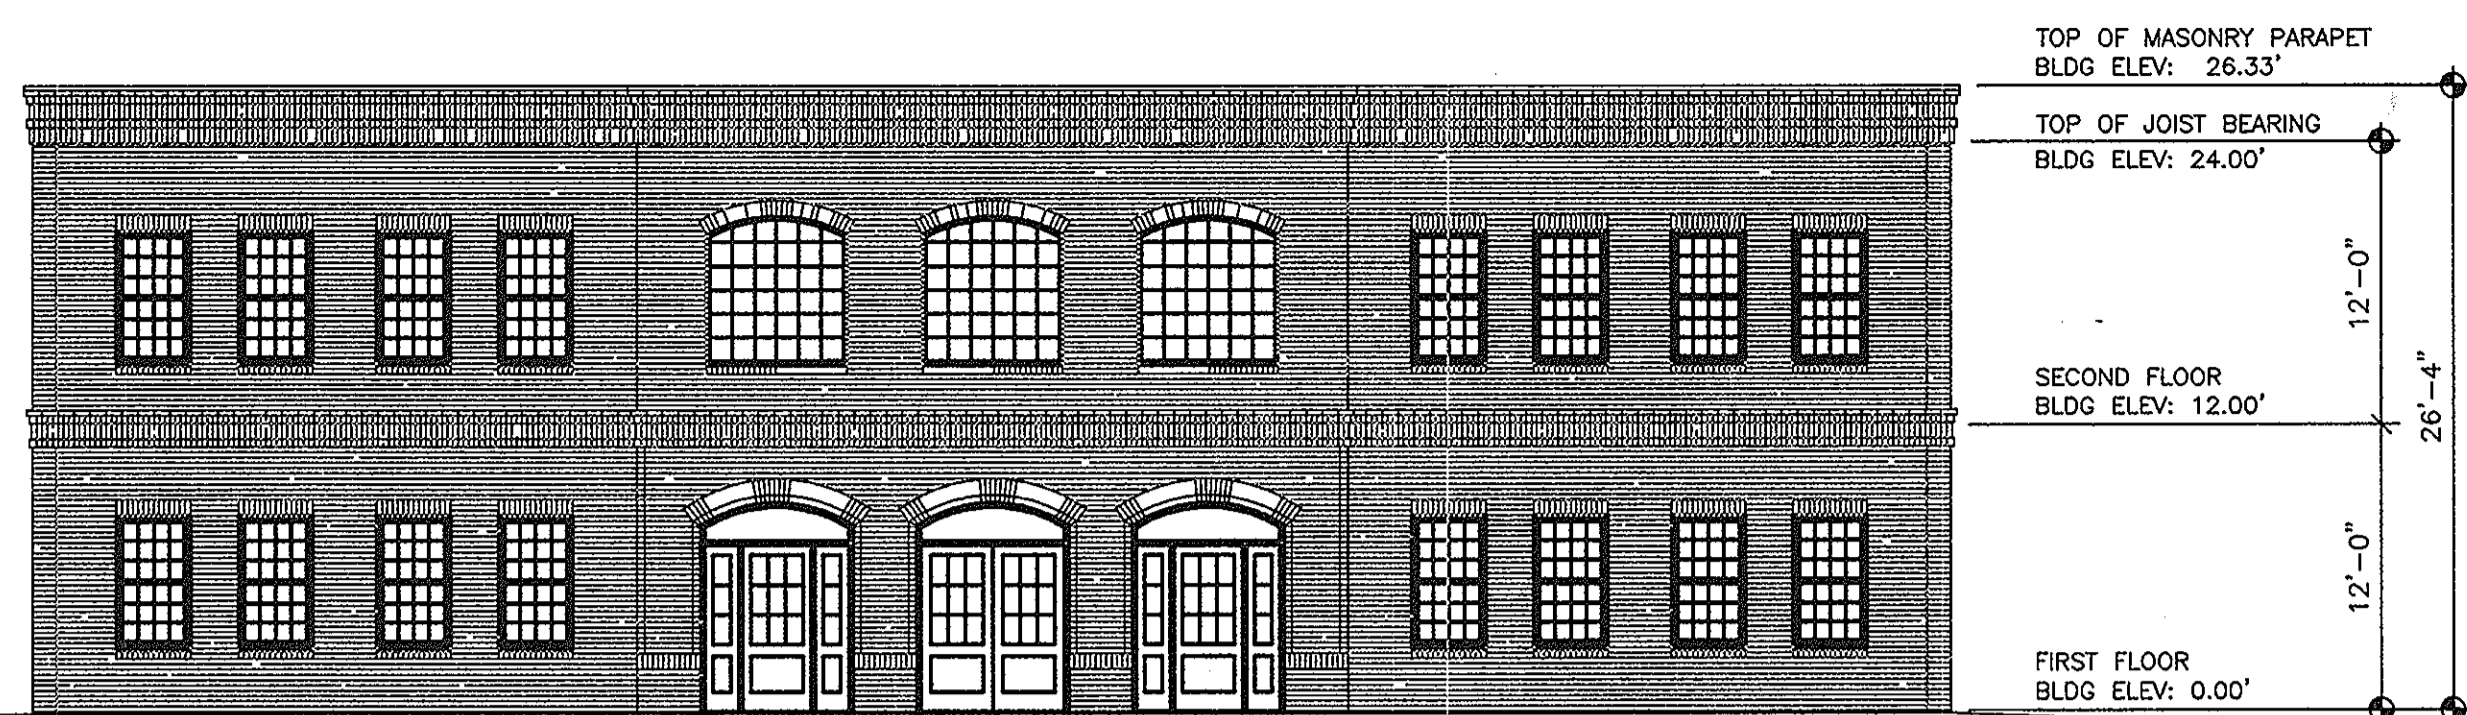 TOP OF MASONRY PARAPET
BLDG ELEV: 26.33'
TOP OF JOIST BEARING
BLDG ELEV: 24.00'
12'-0"
SECOND FLOOR
BLDG ELEV: 12.00'
26'-4"
12'-0"
FIRST FLOOR
BLDG ELEV: 0.00'